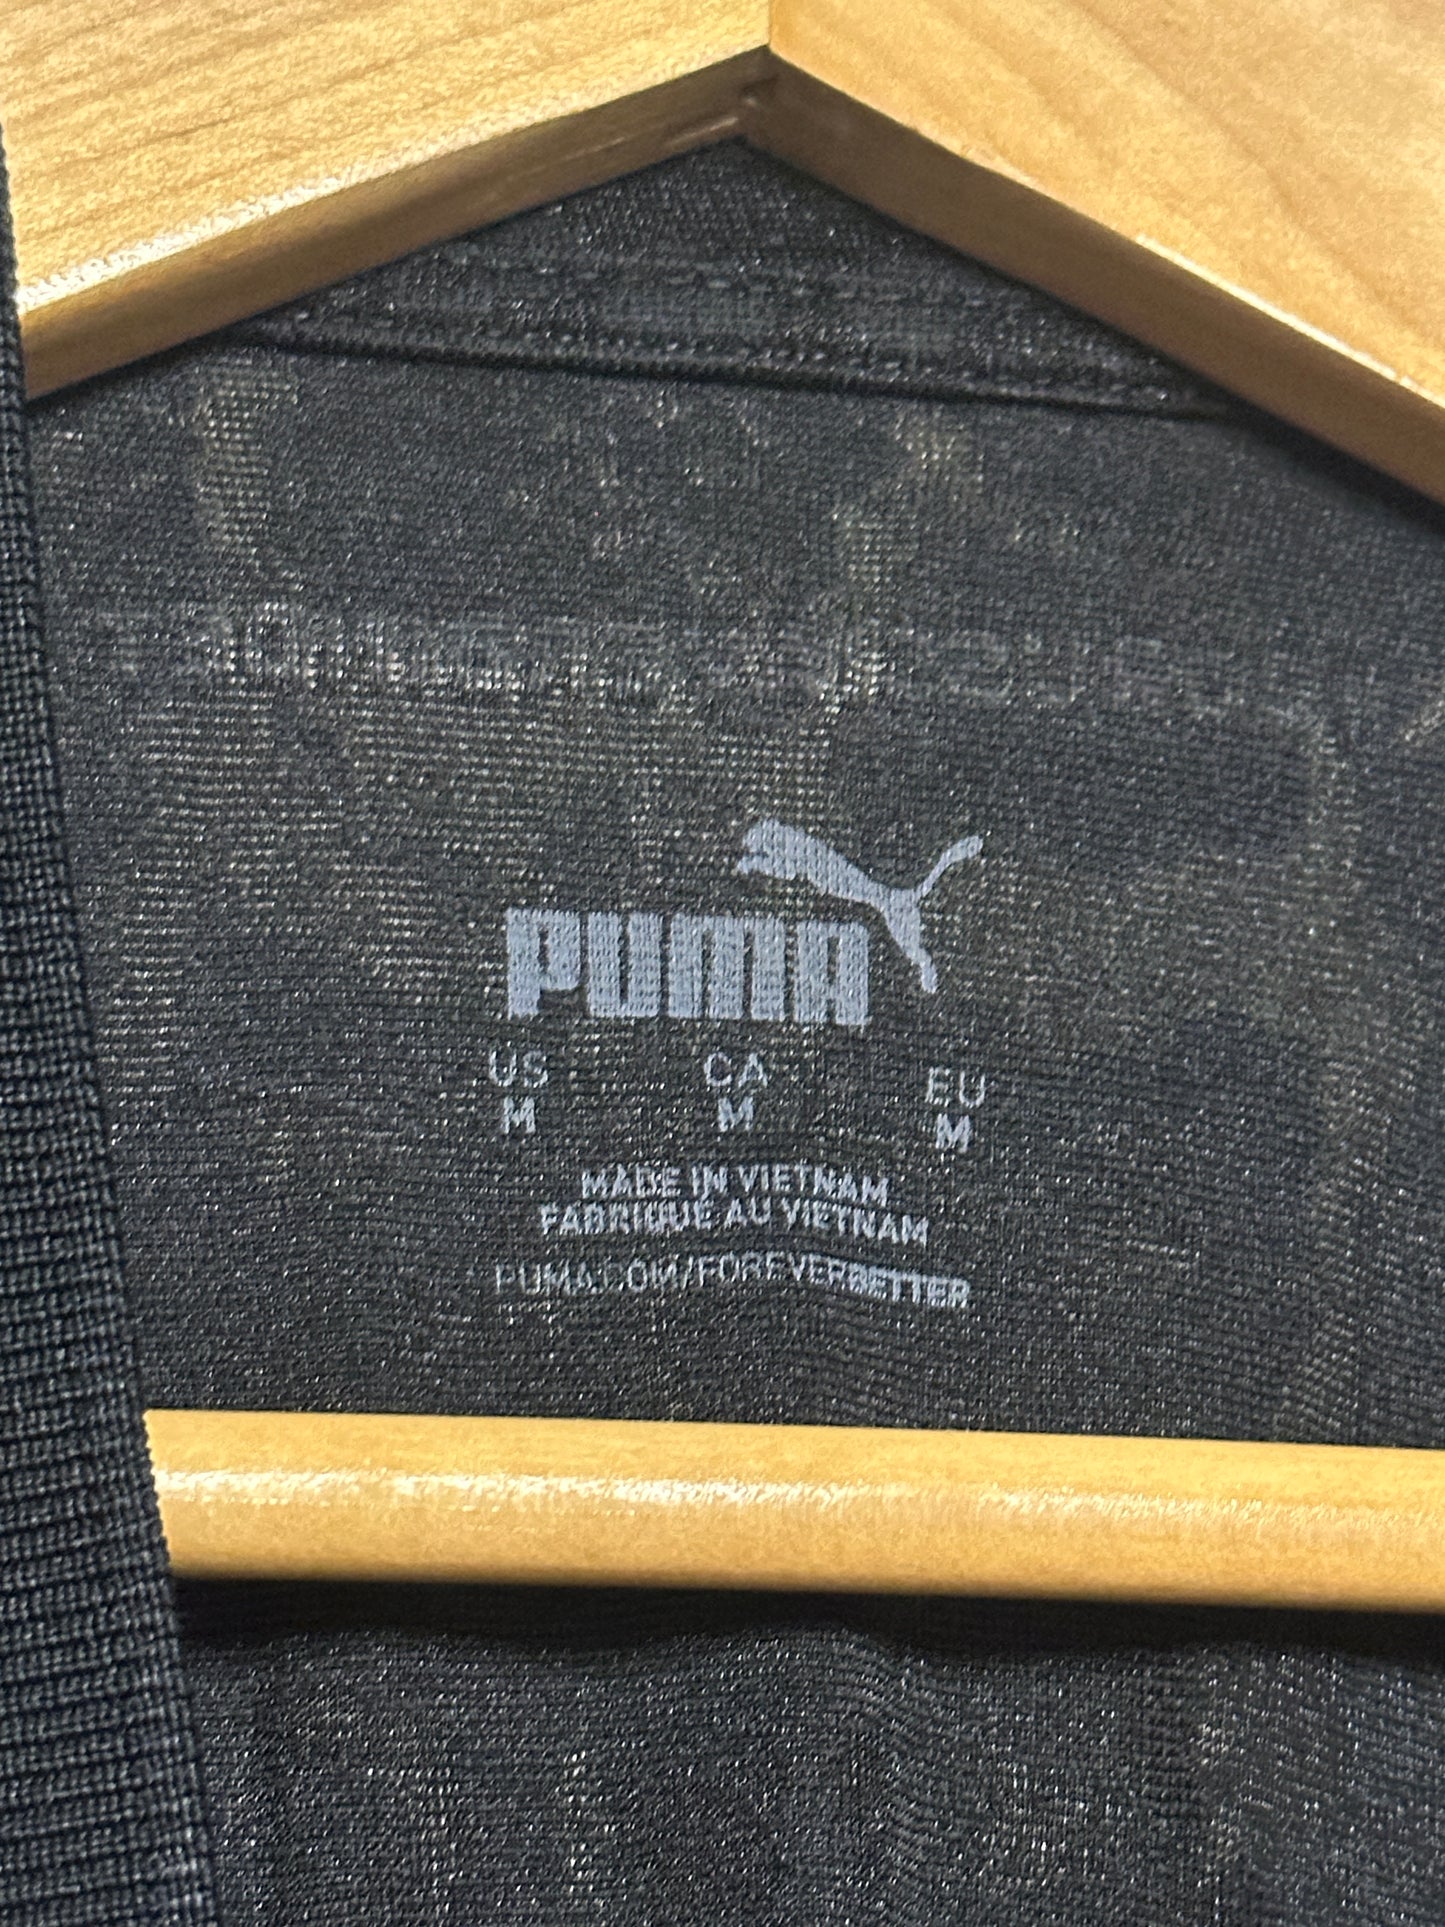 PUMA
US CA EU
M M M
MADE IN VIETNAM
FABRIQUÉ AU VIETNAM
PUMA.COM/FOREVERBETTER